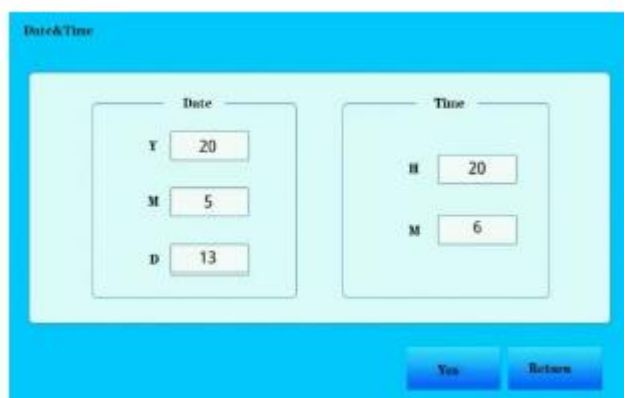 Date&Time
Date
Y 20
M 5
D 13
Time
H 20
M 6
Yes Return